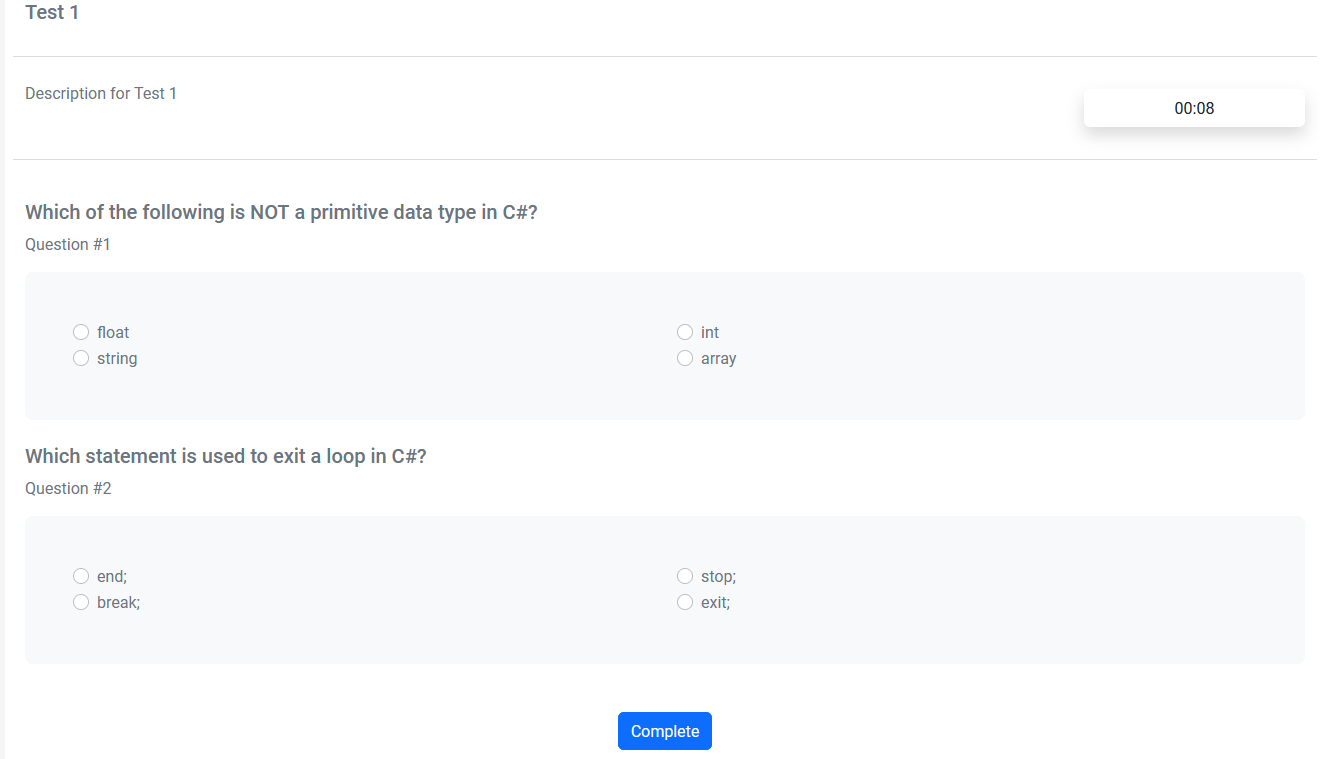 Test 1
Description for Test 1
00:08
Which of the following is NOT a primitive data type in C#?
Question #1
float
int
string
array
Which statement is used to exit a loop in C#?
Question #2
end;
stop;
break;
exit;
Complete